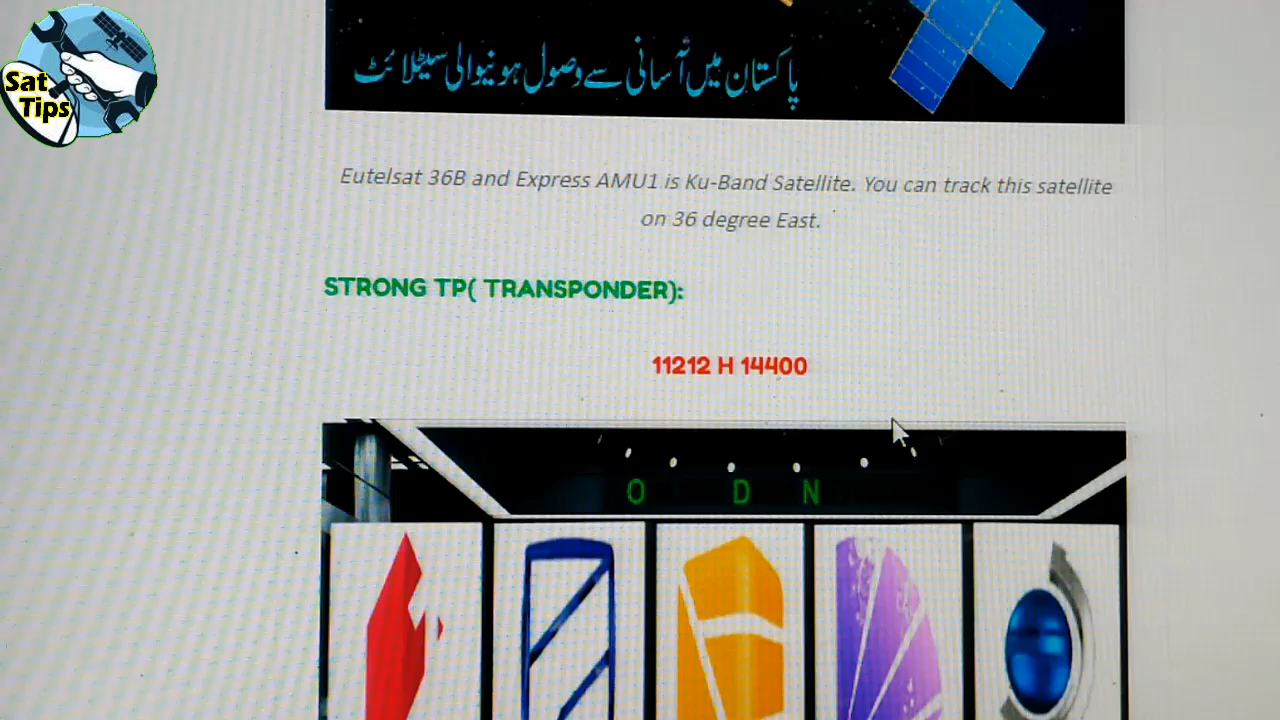 Sat
Tips
پاکستان میں آسانی سے وصول ہونیوالی سیٹلائٹ
Eutelsat 36B and Express AMU1 is Ku-Band Satellite. You can track this satellite
on 36 degree East.
STRONG TP( TRANSPONDER):
11212 H 14400
O D N